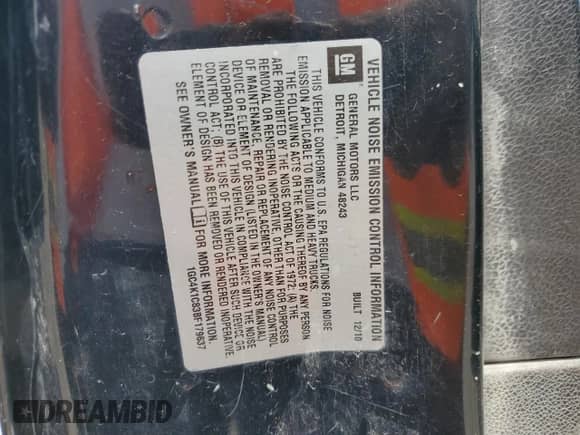 VEHICLE NOISE EMISSION CONTROL INFORMATION
GM
GENERAL MOTORS LLC
DETROIT, MICHIGAN 48243
BUILT 12/10
THIS VEHICLE CONFORMS TO U.S. EPA REGULATIONS FOR NOISE
EMISSION APPLICABLE TO MEDIUM AND HEAVY TRUCKS.
THE FOLLOWING ACTS OR THE CAUSING THEREOF BY ANY PERSON
ARE PROHIBITED BY THE NOISE CONTROL ACT OF 1972: (A) THE
REMOVAL OR RENDERING INOPERATIVE, OTHER THAN FOR PURPOSES
OF MAINTENANCE, REPAIR OR REPLACEMENT OF ANY NOISE CONTROL
DEVICE OR ELEMENT OF DESIGN (LISTED IN THE OWNER'S MANUAL)
INCORPORATED INTO THIS VEHICLE IN COMPLIANCE WITH THE NOISE
CONTROL ACT; (B) THE USE OF THIS VEHICLE AFTER SUCH DEVICE OR
ELEMENT OF DESIGN HAS BEEN REMOVED OR RENDERED INOPERATIVE.
SEE OWNER'S MANUAL i FOR MORE INFORMATION.
1GC4K1C83BF179637
DREAMBID